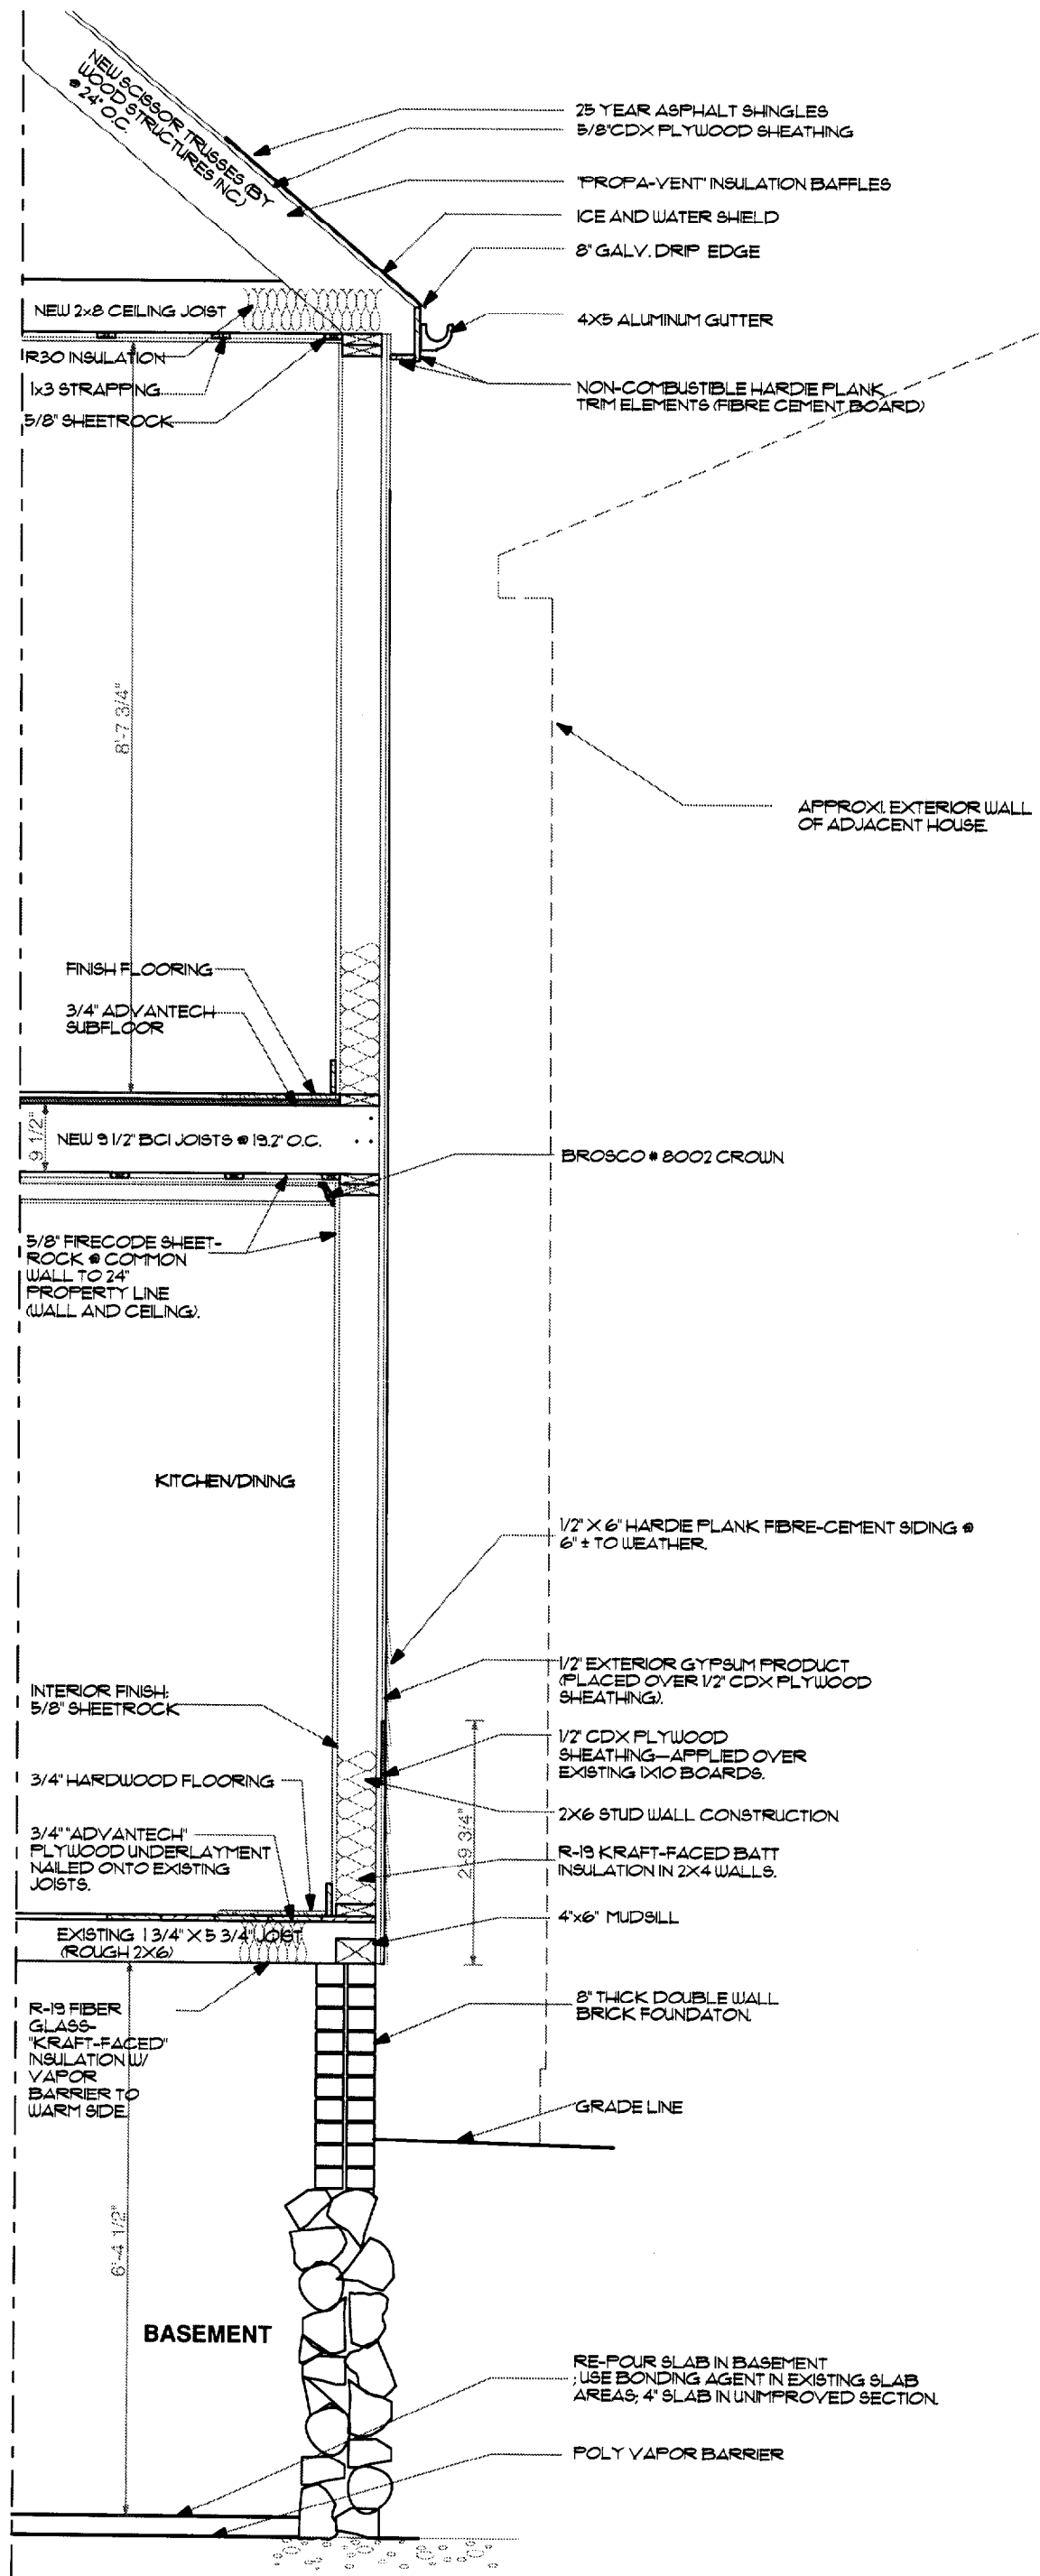 NEW SCISSOR TRUSSES (BY
WOOD STRUCTURES INC.)
@ 24" O.C.
25 YEAR ASPHALT SHINGLES
5/8"CDX PLYWOOD SHEATHING
"PROPA-VENT" INSULATION BAFFLES
ICE AND WATER SHIELD
8" GALV. DRIP EDGE
NEW 2x8 CEILING JOIST
4X5 ALUMINUM GUTTER
R30 INSULATION
1x3 STRAPPING
5/8" SHEETROCK
NON-COMBUSTIBLE HARDIE PLANK
TRIM ELEMENTS (FIBRE CEMENT BOARD)
8'-7 3/4"
APPROXI. EXTERIOR WALL
OF ADJACENT HOUSE.
FINISH FLOORING
3/4" ADVANTECH
SUBFLOOR
9 1/2"
NEW 9 1/2" BCI JOISTS @ 19.2" O.C.
BROSCO # 8002 CROWN
5/8" FIRECODE SHEET-
ROCK @ COMMON
WALL TO 24"
PROPERTY LINE
(WALL AND CEILING).
KITCHEN/DINING
1/2" X 6" HARDIE PLANK FIBRE-CEMENT SIDING @
6" ± TO WEATHER.
1/2" EXTERIOR GYPSUM PRODUCT
(PLACED OVER 1/2" CDX PLYWOOD
SHEATHING).
INTERIOR FINISH:
5/8" SHEETROCK
1/2" CDX PLYWOOD
SHEATHING—APPLIED OVER
EXISTING 1X10 BOARDS.
3/4" HARDWOOD FLOORING
2X6 STUD WALL CONSTRUCTION
2'-9 3/4"
3/4" "ADVANTECH"
PLYWOOD UNDERLAYMENT
NAILED ONTO EXISTING
JOISTS.
R-19 KRAFT-FACED BATT
INSULATION IN 2X4 WALLS.
4"x6" MUDSILL
EXISTING 1 3/4" X 5 3/4" JOIST
(ROUGH 2X6)
R-19 FIBER
GLASS-
"KRAFT-FACED"
INSULATION W/
VAPOR
BARRIER TO
WARM SIDE.
8" THICK DOUBLE WALL
BRICK FOUNDATON.
GRADE LINE
6'-4 1/2"
BASEMENT
RE-POUR SLAB IN BASEMENT
; USE BONDING AGENT IN EXISTING SLAB
AREAS; 4" SLAB IN UNIMPROVED SECTION.
POLY VAPOR BARRIER